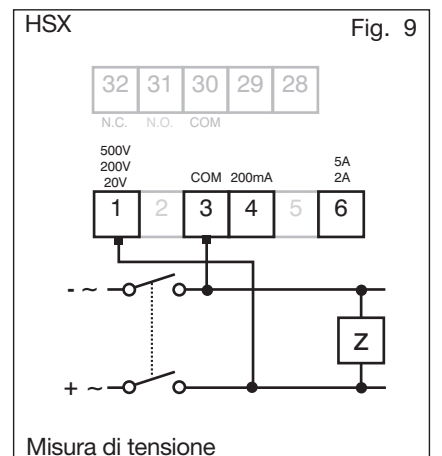 HSX Fig. 9
32 31 30 29 28
N.C. N.O. COM
500V
200V
20V
COM 200mA
5A
2A
1 2 3 4 5 6
- ~
Z
+ ~
Misura di tensione